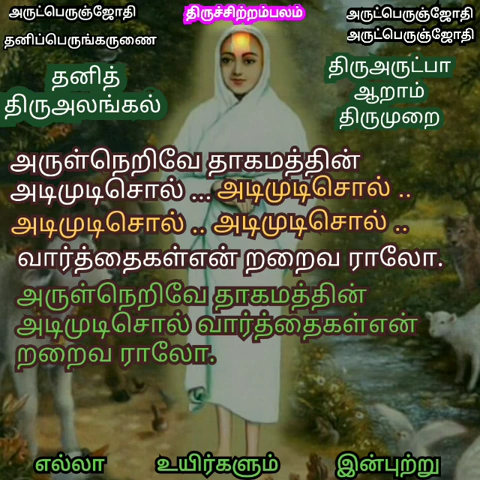 அருட்பெருஞ்ஜோதி திருச்சிற்றம்பலம் அருட்பெருஞ்ஜோதி
தனிப்பெருங்கருணை அருட்பெருஞ்ஜோதி
தனித்
திருஅலங்கல்
திருஅருட்பா
ஆறாம்
திருமுறை
அருள்நெறிவே தாகமத்தின்
அடிமுடிசொல் ... அடிமுடிசொல் ..
அடிமுடிசொல் .. அடிமுடிசொல் ..
வார்த்தைகள்என் றறைவ ராலோ.
அருள்நெறிவே தாகமத்தின்
அடிமுடிசொல் வார்த்தைகள்என்
றறைவ ராலோ.
எல்லா உயிர்களும் இன்புற்று